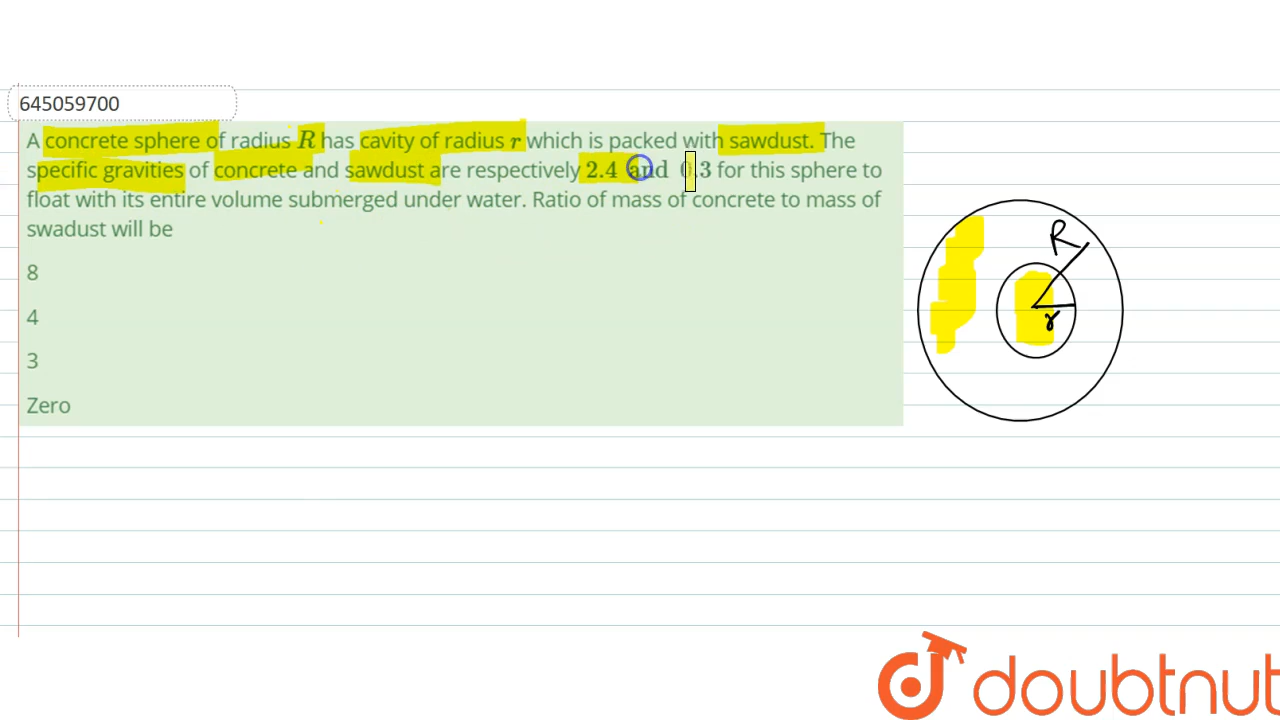 645059700
A concrete sphere of radius R has cavity of radius r which is packed with sawdust. The
specific gravities of concrete and sawdust are respectively 2.4 and 0.3 for this sphere to
float with its entire volume submerged under water. Ratio of mass of concrete to mass of
swadust will be
8
4
3
Zero
R
r
doubtnut